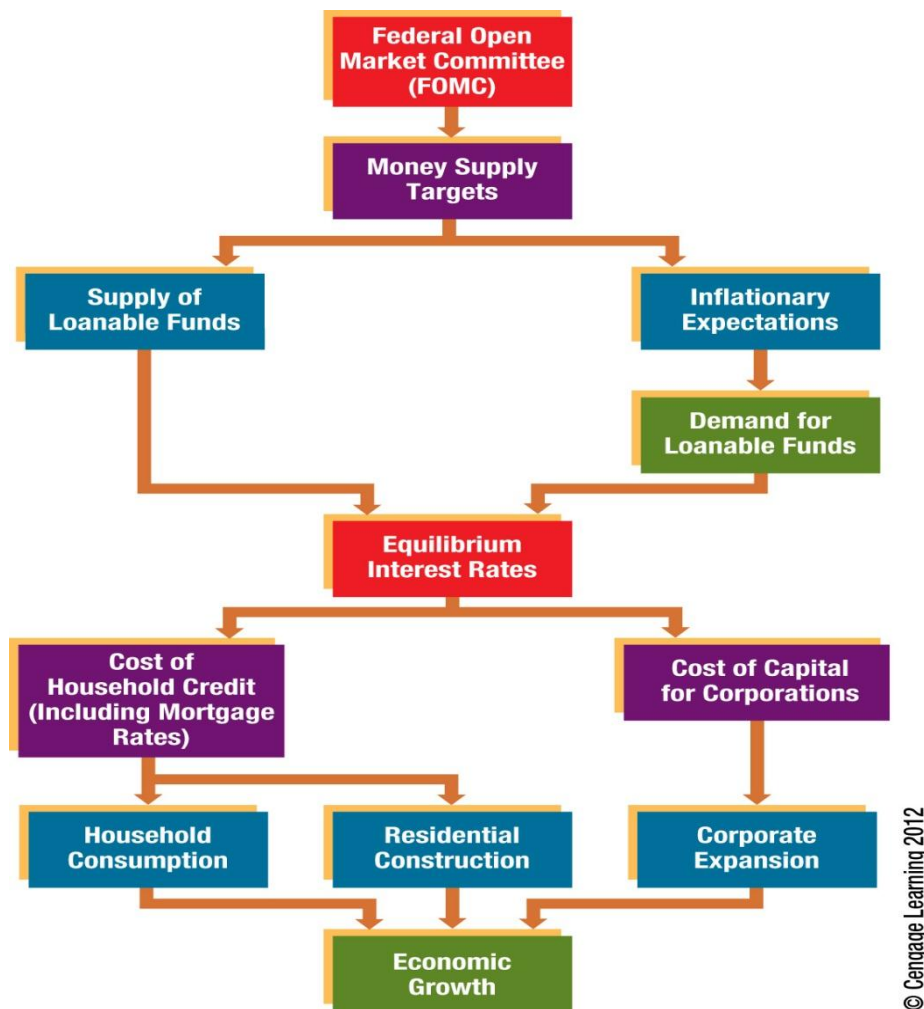 Federal Open
Market Committee
(FOMC)
Money Supply
Targets
Supply of
Loanable Funds
Inflationary
Expectations
Demand for
Loanable Funds
Equilibrium
Interest Rates
Cost of
Household Credit
(Including Mortgage
Rates)
Cost of Capital
for Corporations
Household
Consumption
Residential
Construction
Corporate
Expansion
Economic
Growth
© Cengage Learning 2012